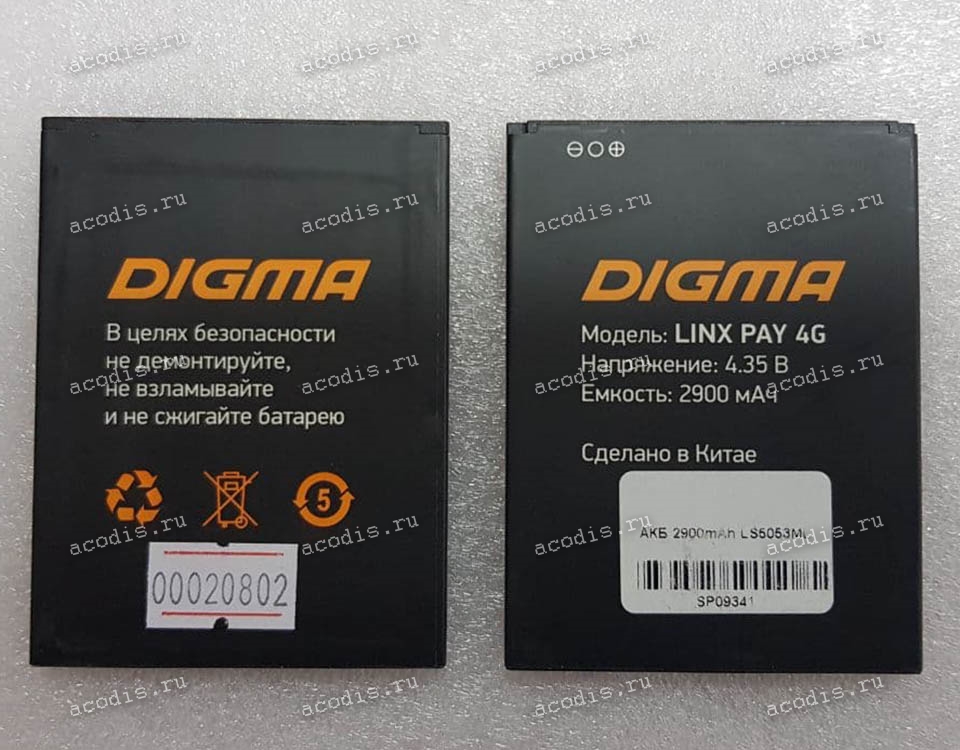 DIGMA
В целях безопасности
не демонтируйте,
не взламывайте
и не сжигайте батарею
5
00020802
DIGMA
Модель: LINX PAY 4G
Напряжение: 4.35 В
Емкость: 2900 мАч
Сделано в Китае
АКБ 2900mAh LS5053ML
SP09341
acodis.ru